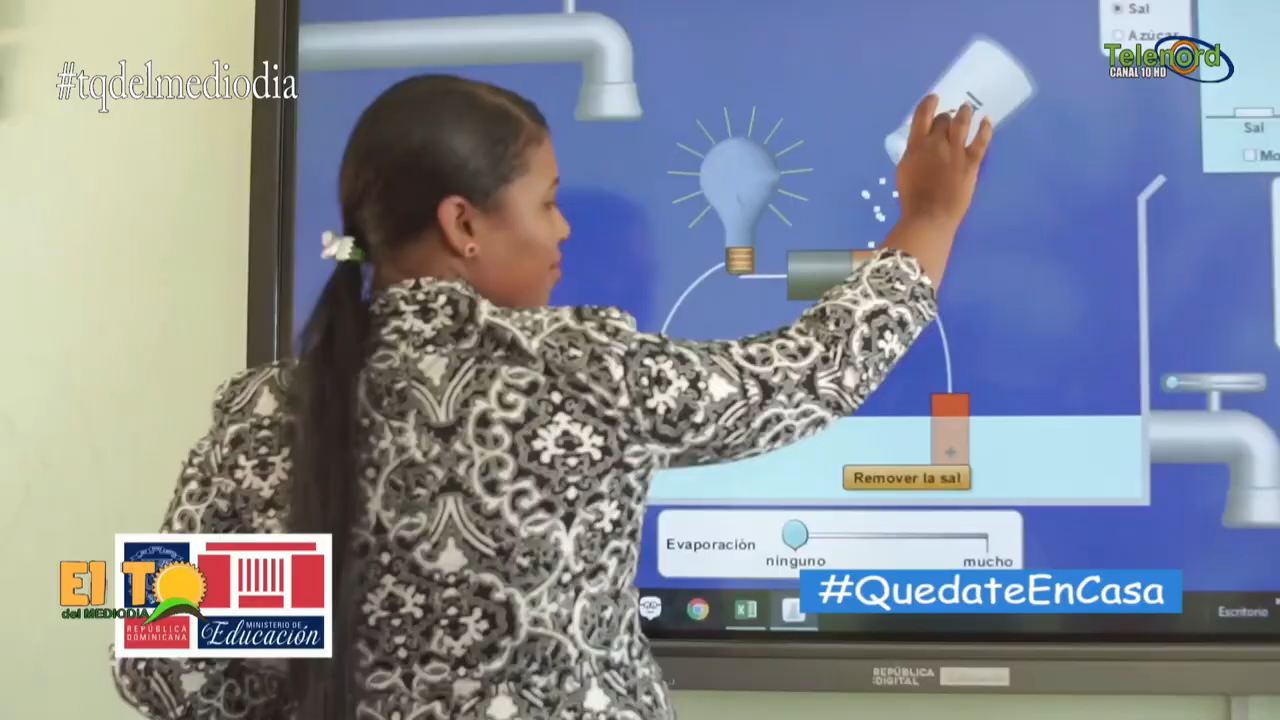 Sal
Azúcar
Telenord
CANAL 10 HD
#tqdelmediodia
Sal
Remover la sal
Evaporación
ninguno
mucho
#QuedateEnCasa
El T
del MEDIODIA
REPÚBLICA
DOMINICANA
MINISTERIO DE
Educación
Escritorio
REPÚBLICA
DIGITAL